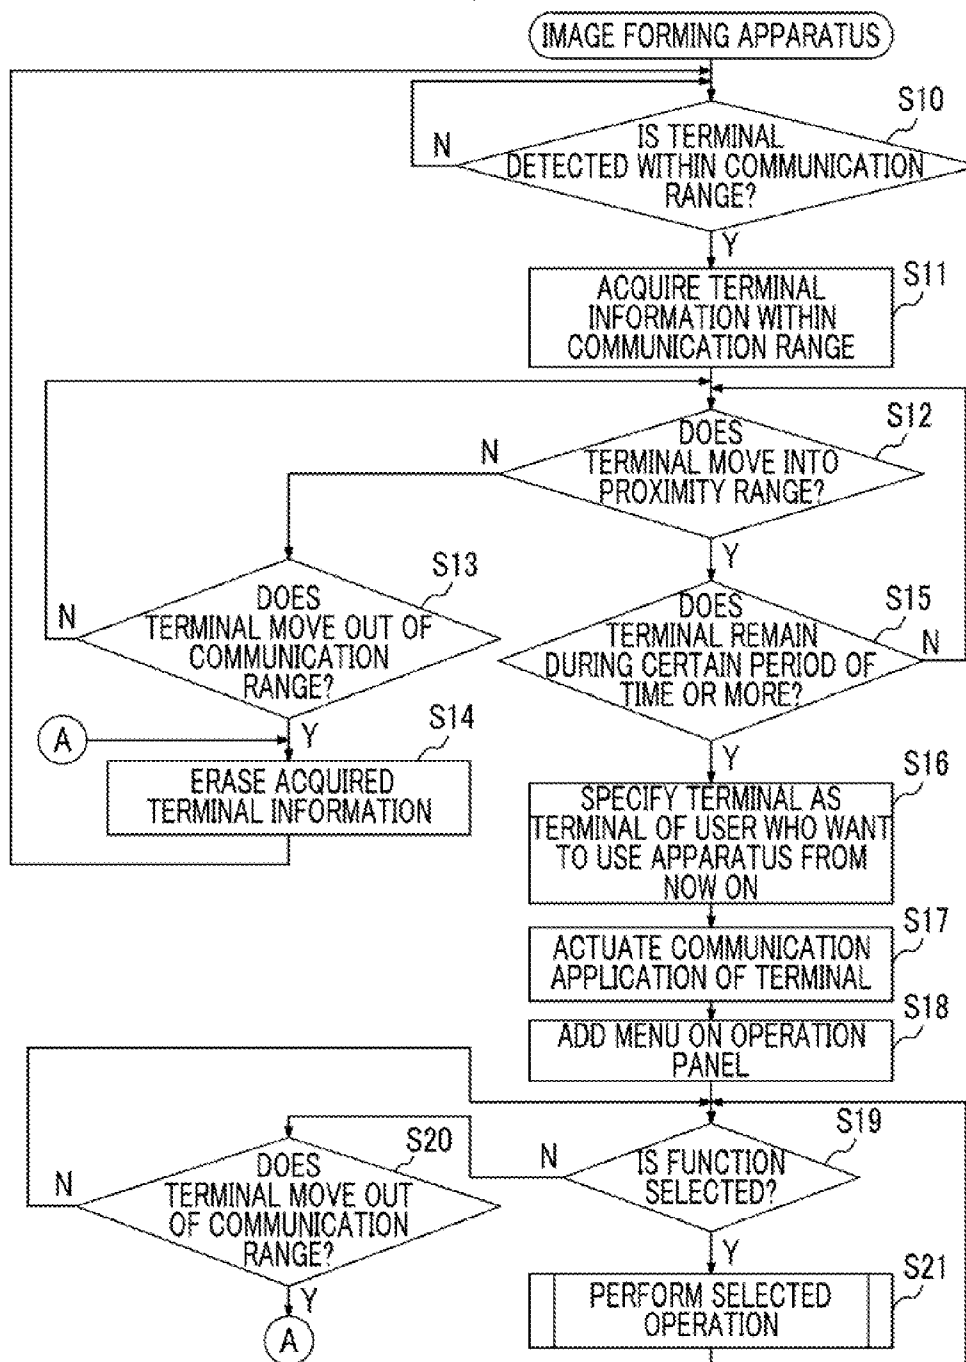 IMAGE FORMING APPARATUS
S10
N
IS TERMINAL
DETECTED WITHIN COMMUNICATION
RANGE?
Y
S11
ACQUIRE TERMINAL
INFORMATION WITHIN
COMMUNICATION RANGE
S12
N
DOES
TERMINAL MOVE INTO
PROXIMITY RANGE?
Y
S13
N
DOES
TERMINAL MOVE OUT OF
COMMUNICATION
RANGE?
Y
S15
DOES
TERMINAL REMAIN
DURING CERTAIN PERIOD OF
TIME OR MORE?
N
Y
A
S14
ERASE ACQUIRED
TERMINAL INFORMATION
S16
SPECIFY TERMINAL AS
TERMINAL OF USER WHO WANT
TO USE APPARATUS FROM
NOW ON
S17
ACTUATE COMMUNICATION
APPLICATION OF TERMINAL
S18
ADD MENU ON OPERATION
PANEL
S19
N
IS FUNCTION
SELECTED?
Y
S20
N
DOES
TERMINAL MOVE OUT
OF COMMUNICATION
RANGE?
Y
A
S21
PERFORM SELECTED
OPERATION